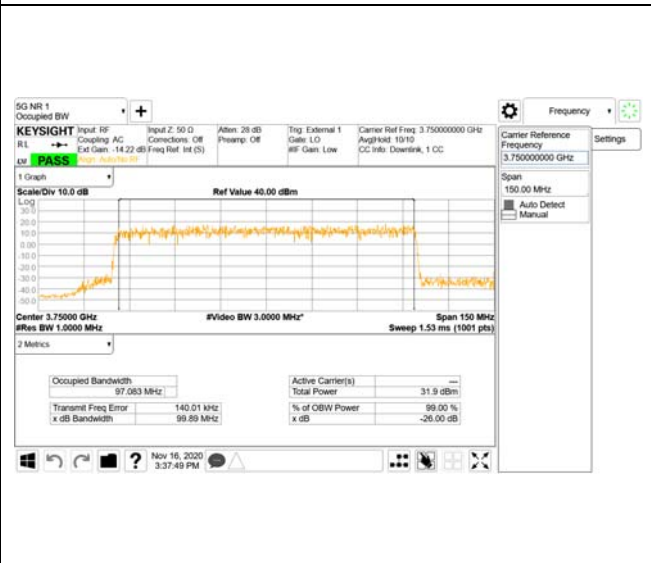 5G NR 1
Occupied BW
+
Frequency
KEYSIGHT
Input: RF
Coupling: AC
Ext Gain: -14.22 dB
Align: Auto/No RF
Input Z: 50 Ω
Corrections: Off
Freq Ref: Int (S)
Atten: 28 dB
Preamp: Off
Trig: External 1
Gate: LO
#IF Gain: Low
Carrier Ref Freq: 3.750000000 GHz
Avg|Hold: 10/10
CC Info: Downlink, 1 CC
RL
PASS
Carrier Reference
Frequency
3.750000000 GHz
Settings
Span
150.00 MHz
Auto Detect
Manual
1 Graph
Scale/Div 10.0 dB
Ref Value 40.00 dBm
Log
30.0
20.0
10.0
0.00
-10.0
-20.0
-30.0
-40.0
-50.0
Center 3.75000 GHz
#Video BW 3.0000 MHz*
Span 150 MHz
#Res BW 1.0000 MHz
Sweep 1.53 ms (1001 pts)
2 Metrics
Occupied Bandwidth
97.083 MHz
Transmit Freq Error
140.01 kHz
x dB Bandwidth
99.89 MHz
Active Carrier(s)
---
Total Power
31.9 dBm
% of OBW Power
99.00 %
x dB
-26.00 dB
?
Nov 16, 2020
3:37:49 PM